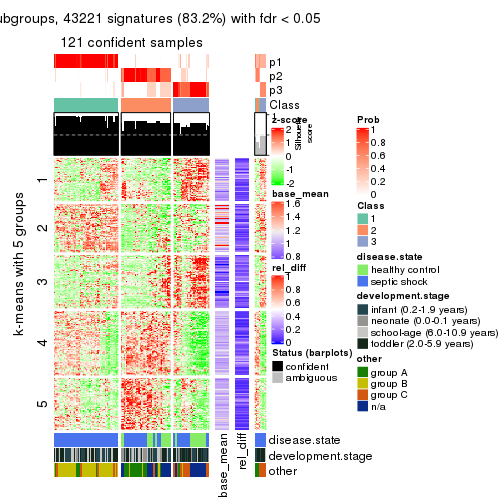 ubgroups, 43221 signatures (83.2%) with fdr < 0.05
121 confident samples
p1
p2
p3
Class
1
2
3
4
5
k-means with 5 groups
z-score
2
1
0
-1
-2
Silhouette
score
1
base_mean
1.6
1.4
1.2
1
0.8
rel_diff
1
0.8
0.6
0.4
0.2
0
Status (barplots)
confident
ambiguous
Prob
1
0.8
0.6
0.4
0.2
0
Class
1
2
3
disease.state
healthy control
septic shock
development.stage
infant (0.2-1.9 years)
neonate (0.0-0.1 years)
school-age (6.0-10.9 years)
toddler (2.0-5.9 years)
other
group A
group B
group C
n/a
disease.state
development.stage
other
base_mean
rel_diff